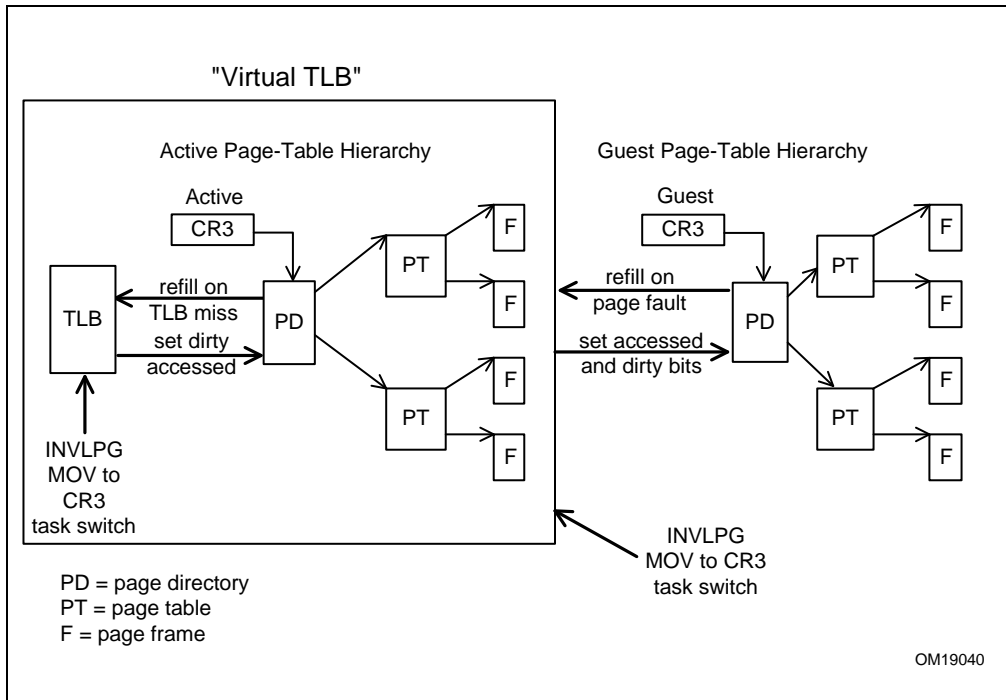 "Virtual TLB"
Active Page-Table Hierarchy
Guest Page-Table Hierarchy
Active
CR3
Guest
CR3
TLB
refill on
TLB miss
set dirty
accessed
PD
PT
PT
F
F
F
F
refill on
page fault
set accessed
and dirty bits
PD
PT
PT
F
F
F
F
INVLPG
MOV to
CR3
task switch
INVLPG
MOV to CR3
task switch
PD = page directory
PT = page table
F = page frame
OM19040